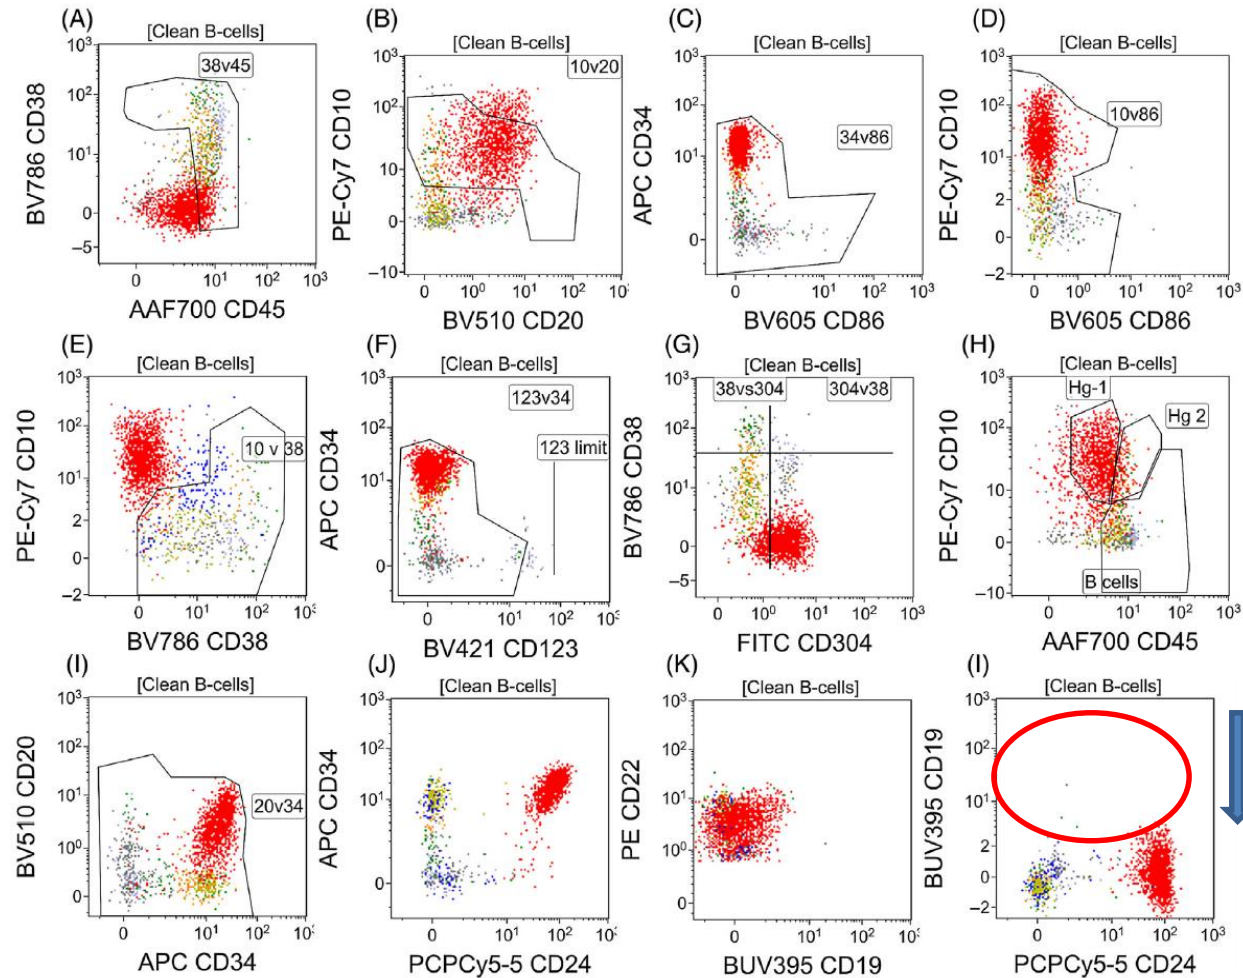 (A) (B) (C) (D)
[Clean B-cells] [Clean B-cells] [Clean B-cells] [Clean B-cells]
BV786 CD38
10³
10²
10¹
0
−5
38v45
0 10¹ 10² 10³
AAF700 CD45
PE-Cy7 CD10
10³
10²
10¹
0
−10
10v20
0 10⁰ 10¹ 10² 10³
BV510 CD20
APC CD34
10³
10²
10¹
0
34v86
0 10¹ 10² 10³
BV605 CD86
PE-Cy7 CD10
10³
10²
10¹
2
0
−2
10v86
0 10⁰ 10¹ 10² 10³
BV605 CD86
(E) (F) (G) (H)
[Clean B-cells] [Clean B-cells] [Clean B-cells] [Clean B-cells]
PE-Cy7 CD10
10³
10²
10¹
2
0
−2
10 v 38
0 10¹ 10²
BV786 CD38
APC CD34
10³
10²
10¹
0
123v34
123 limit
0 10¹ 10²
BV421 CD123
BV786 CD38
10³
10²
10¹
0
−5
38vs304 304v38
0 10⁰ 10¹ 10² 10³
FITC CD304
PE-Cy7 CD10
10³
10²
10
0
−10
Hg-1
Hg 2
B cells
0 10¹ 10² 10³
AAF700 CD45
(I) (J) (K) (I)
[Clean B-cells] [Clean B-cells] [Clean B-cells] [Clean B-cells]
BV510 CD20
10³
10²
10¹
10⁰
0
20v34
0 10¹ 10² 10³
APC CD34
APC CD34
10³
10²
10¹
0
0 10¹ 10² 10³
PCPCy5-5 CD24
PE CD22
10³
10²
10¹
10⁰
0
0 10¹ 10² 10³
BUV395 CD19
BUV395 CD19
10³
10²
10¹
2
0
−2
0 10¹ 10² 10³
PCPCy5-5 CD24